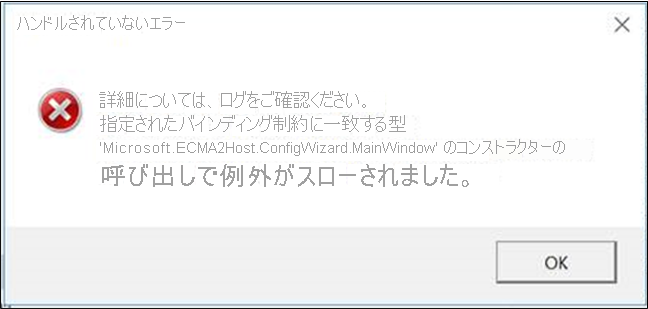 ハンドルされていないエラー
詳細については、ログをご確認ください。
指定されたバインディング制約に一致する型
'Microsoft.ECMA2Host.ConfigWizard.MainWindow' のコンストラクターの
呼び出しで例外がスローされました。
OK